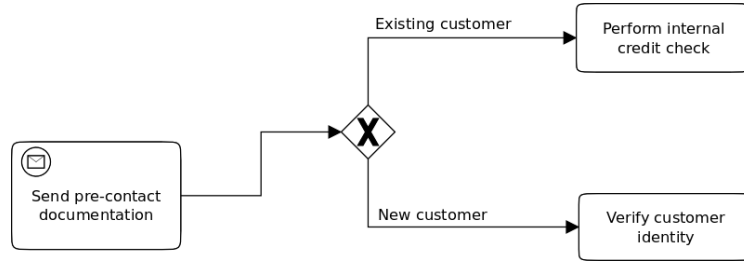 Existing customer
Perform internal
credit check
Send pre-contact
documentation
New customer
Verify customer
identity